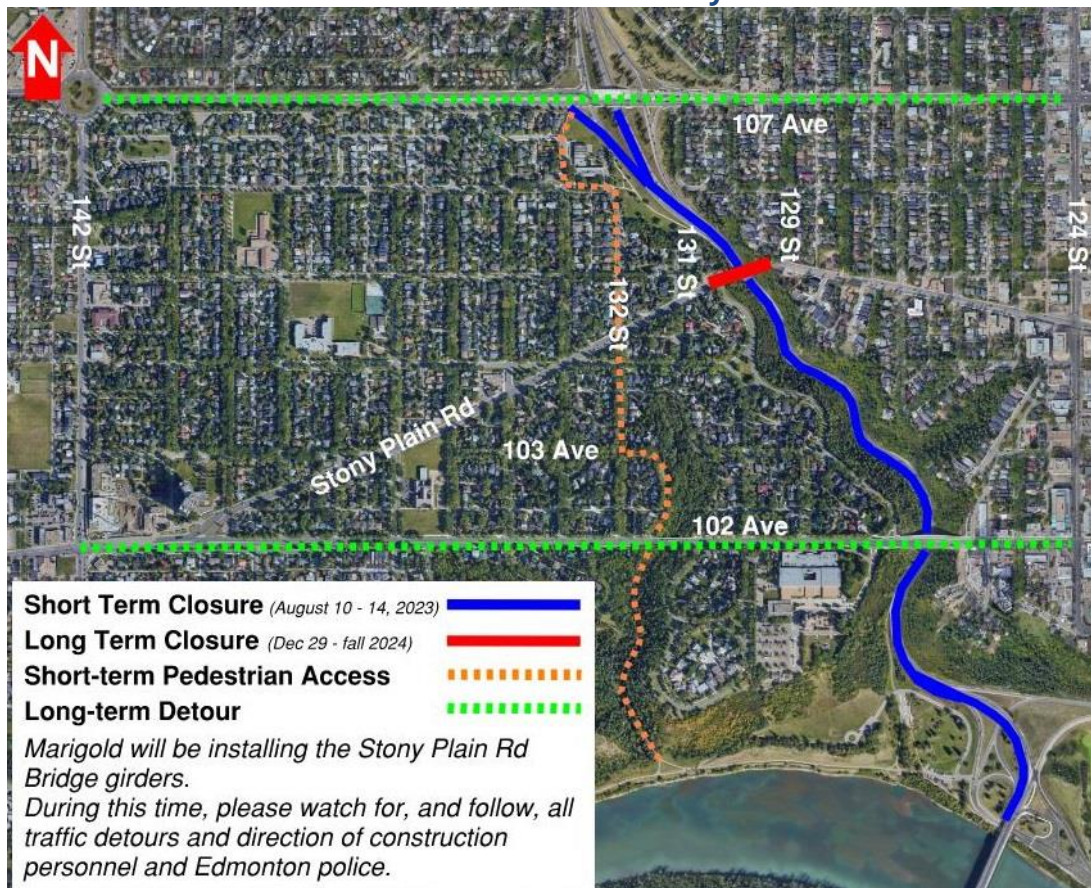 N
107 Ave
142 St
129 St
124 St
131 St
132 St
Stony Plain Rd
103 Ave
102 Ave
Short Term Closure (August 10 - 14, 2023)
Long Term Closure (Dec 29 - fall 2024)
Short-term Pedestrian Access
Long-term Detour
Marigold will be installing the Stony Plain Rd
Bridge girders.
During this time, please watch for, and follow, all
traffic detours and direction of construction
personnel and Edmonton police.